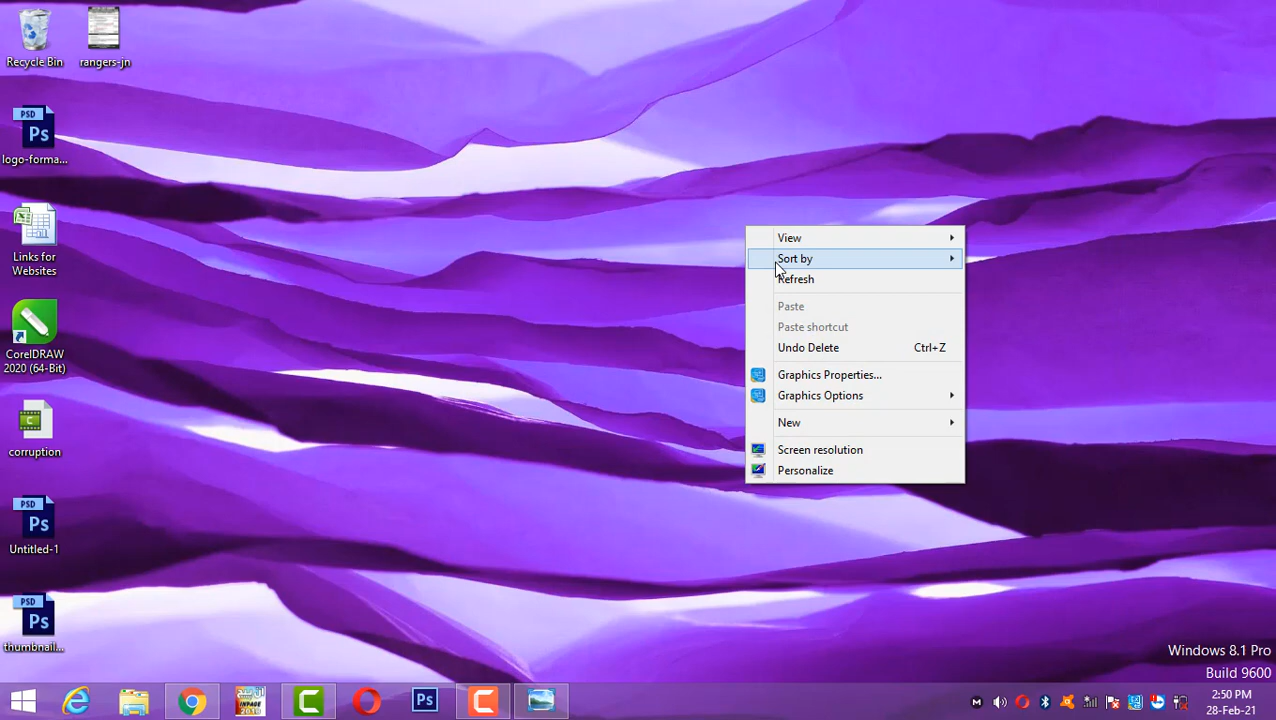 Recycle Bin
rangers-jn
PSD
Ps
logo-forma...
Links for
Websites
CorelDRAW
2020 (64-Bit)
C
corruption
PSD
Ps
Untitled-1
PSD
Ps
thumbnail...
View
Sort by
Refresh
Paste
Paste shortcut
Undo Delete Ctrl+Z
Graphics Properties...
Graphics Options
New
Screen resolution
Personalize
Windows 8.1 Pro
Build 9600
INPAGE
Ps
2:50 PM
28-Feb-21